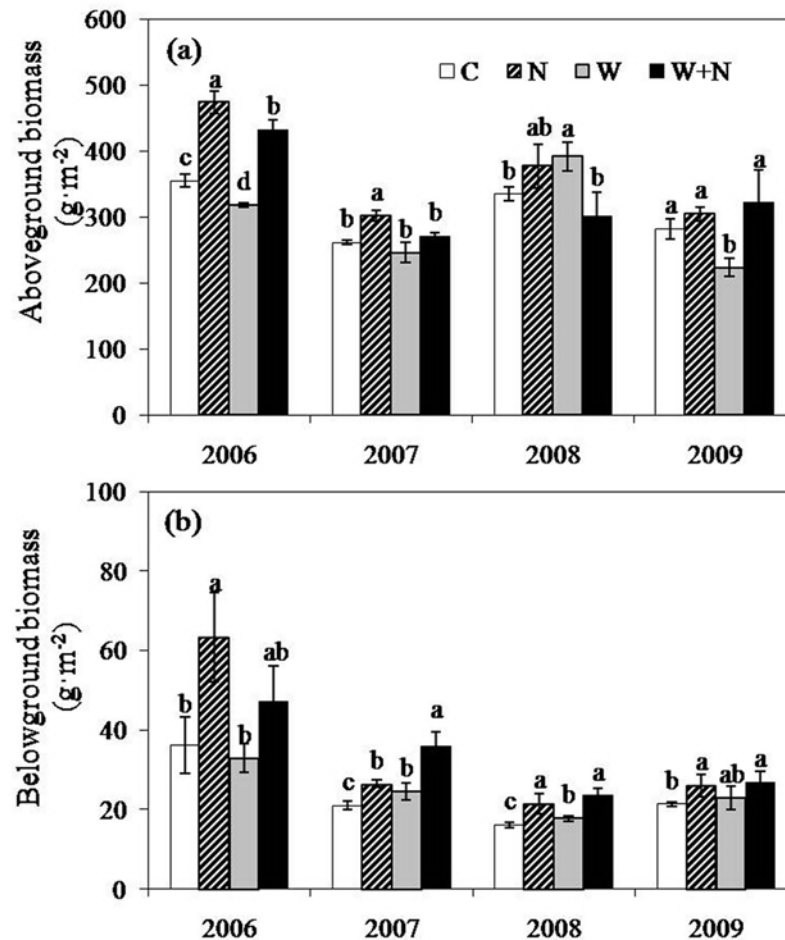 600
(a)
C N W W+N
500
400
300
200
100
0
Aboveground biomass
(g·m⁻²)
c a d b
b a b b
b ab a b
a a b a
2006 2007 2008 2009
100
(b)
80
60
40
20
0
Belowground biomass
(g·m⁻²)
b a b ab
c b b a
c a b a
b a ab a
2006 2007 2008 2009